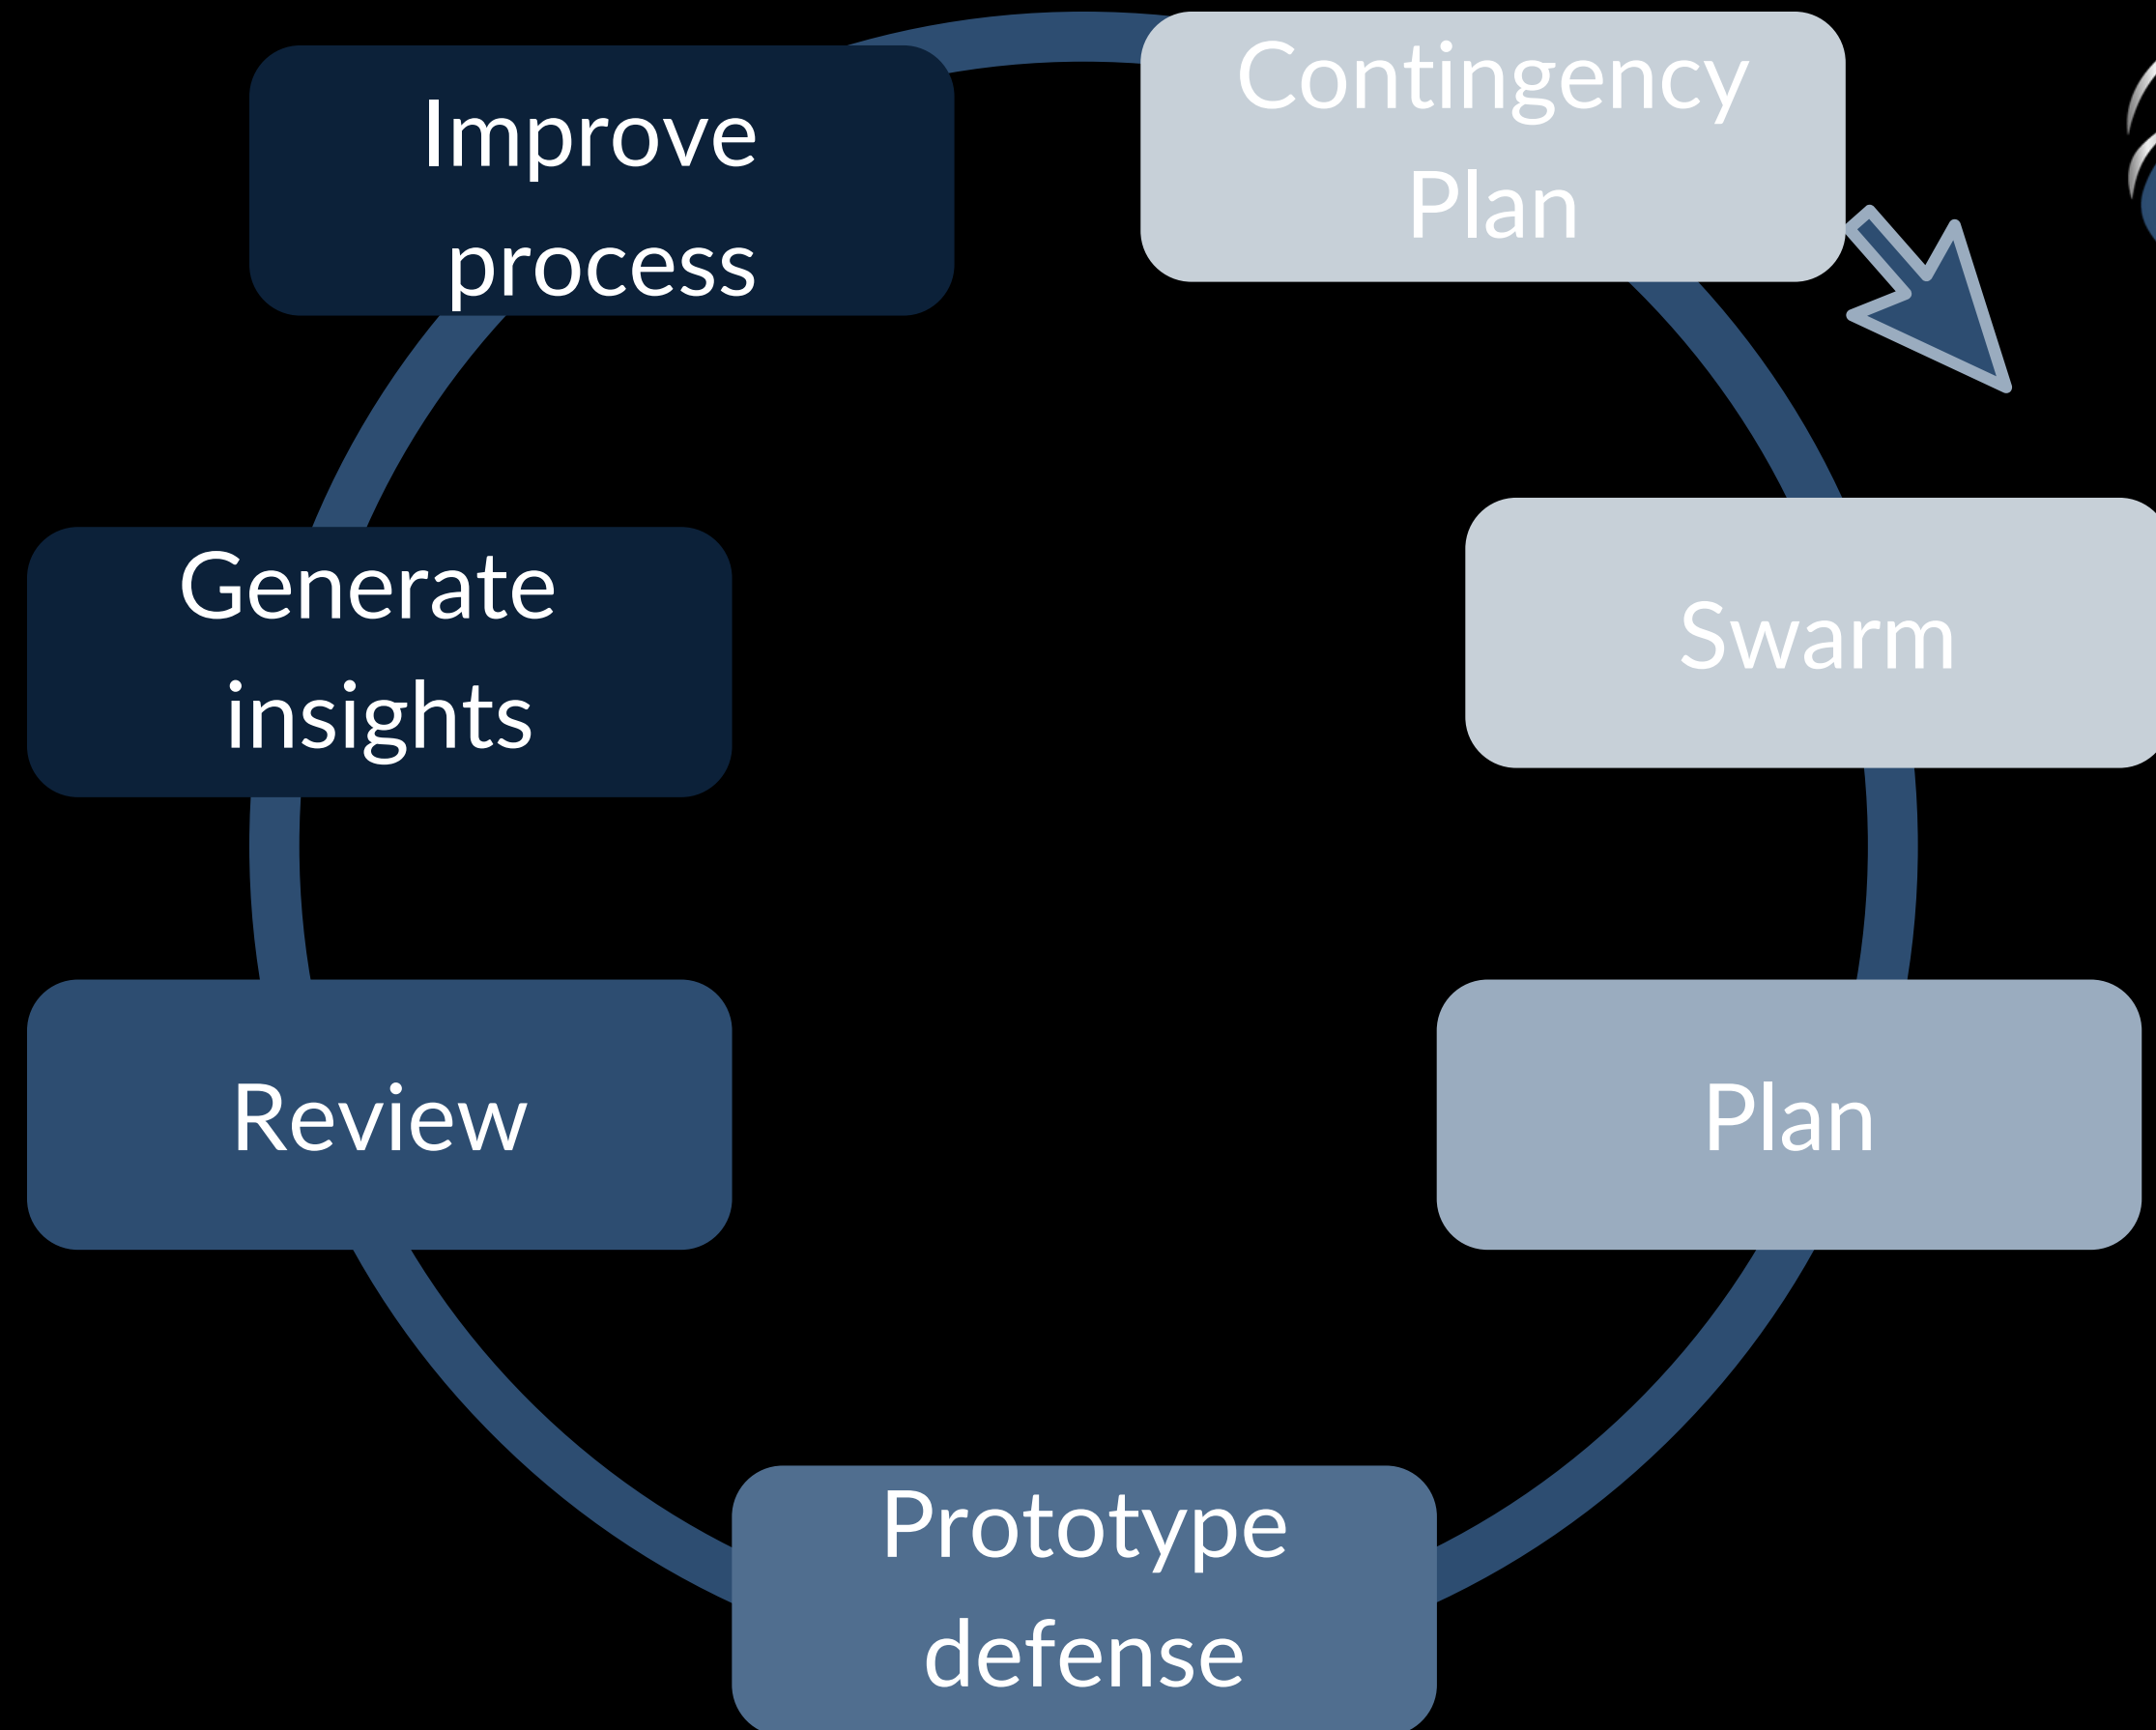 Improve
process
Contingency
Plan
Generate
insights
Swarm
Review
Plan
Prototype
defense